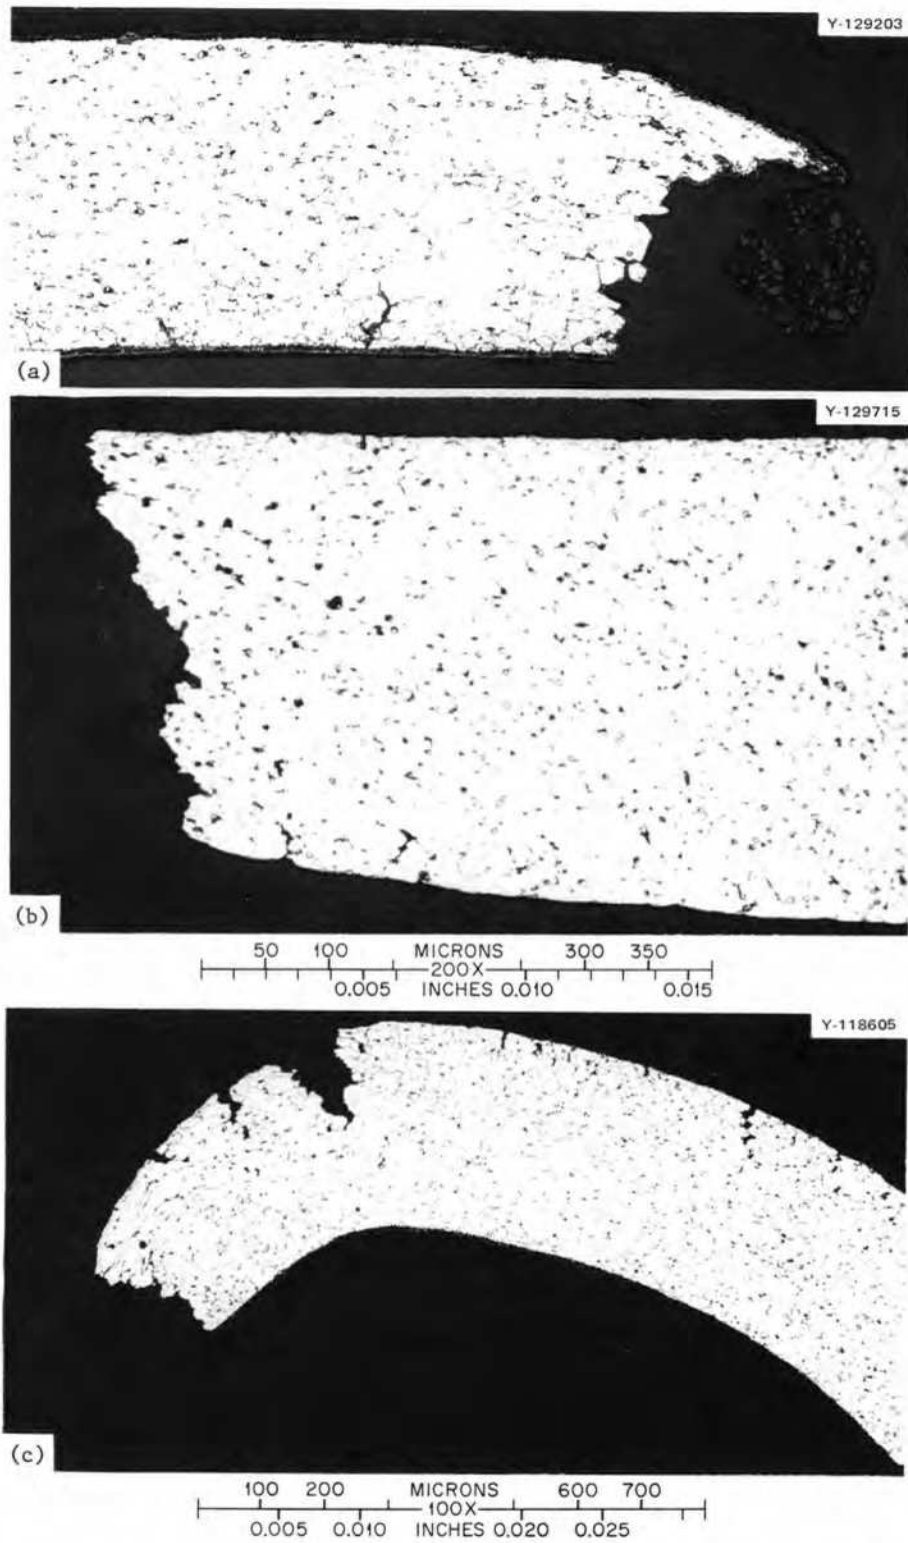 Y-129203
(a)
Y-129715
(b)
50 100 MICRONS 300 350
200X
0.005 INCHES 0.010 0.015
Y-118605
(c)
100 200 MICRONS 600 700
100X
0.005 0.010 INCHES 0.020 0.025